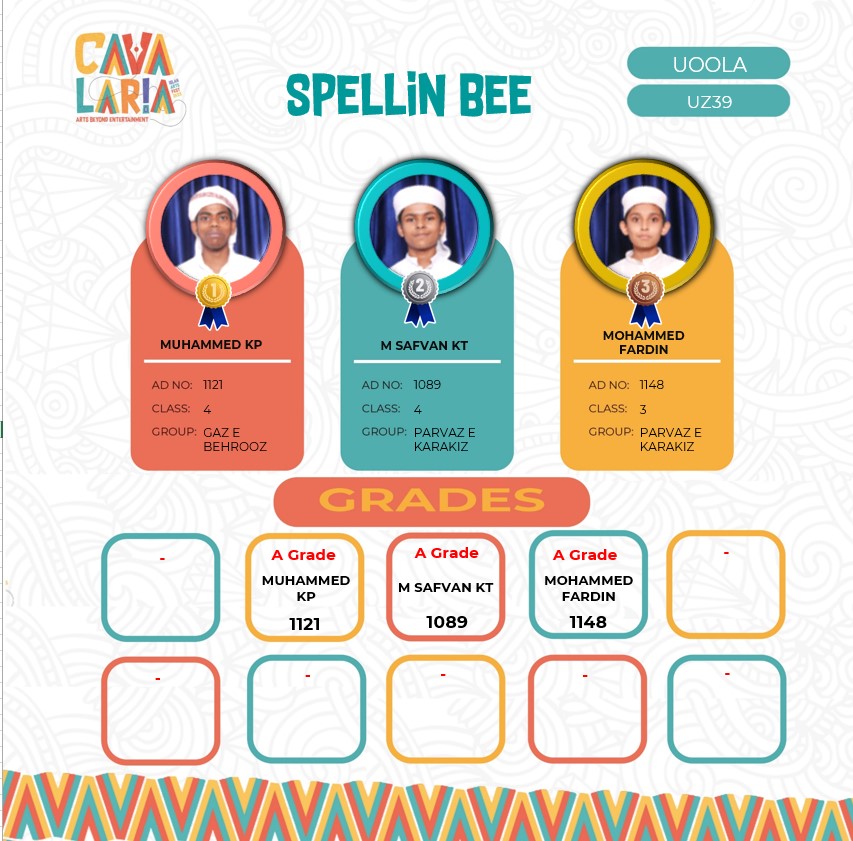 CAVA
LARIA
ARTS BEYOND ENTERTAINMENT
SPELLiN BEE
UOOLA
UZ39
1
2
3
MUHAMMED KP
AD NO: 1121
CLASS: 4
GROUP: GAZ E
BEHROOZ
M SAFVAN KT
AD NO: 1089
CLASS: 4
GROUP: PARVAZ E
KARAKIZ
MOHAMMED
FARDIN
AD NO: 1148
CLASS: 3
GROUP: PARVAZ E
KARAKIZ
GRADES
-
A Grade
MUHAMMED
KP
1121
A Grade
M SAFVAN KT
1089
A Grade
MOHAMMED
FARDIN
1148
-
-
-
-
-
-